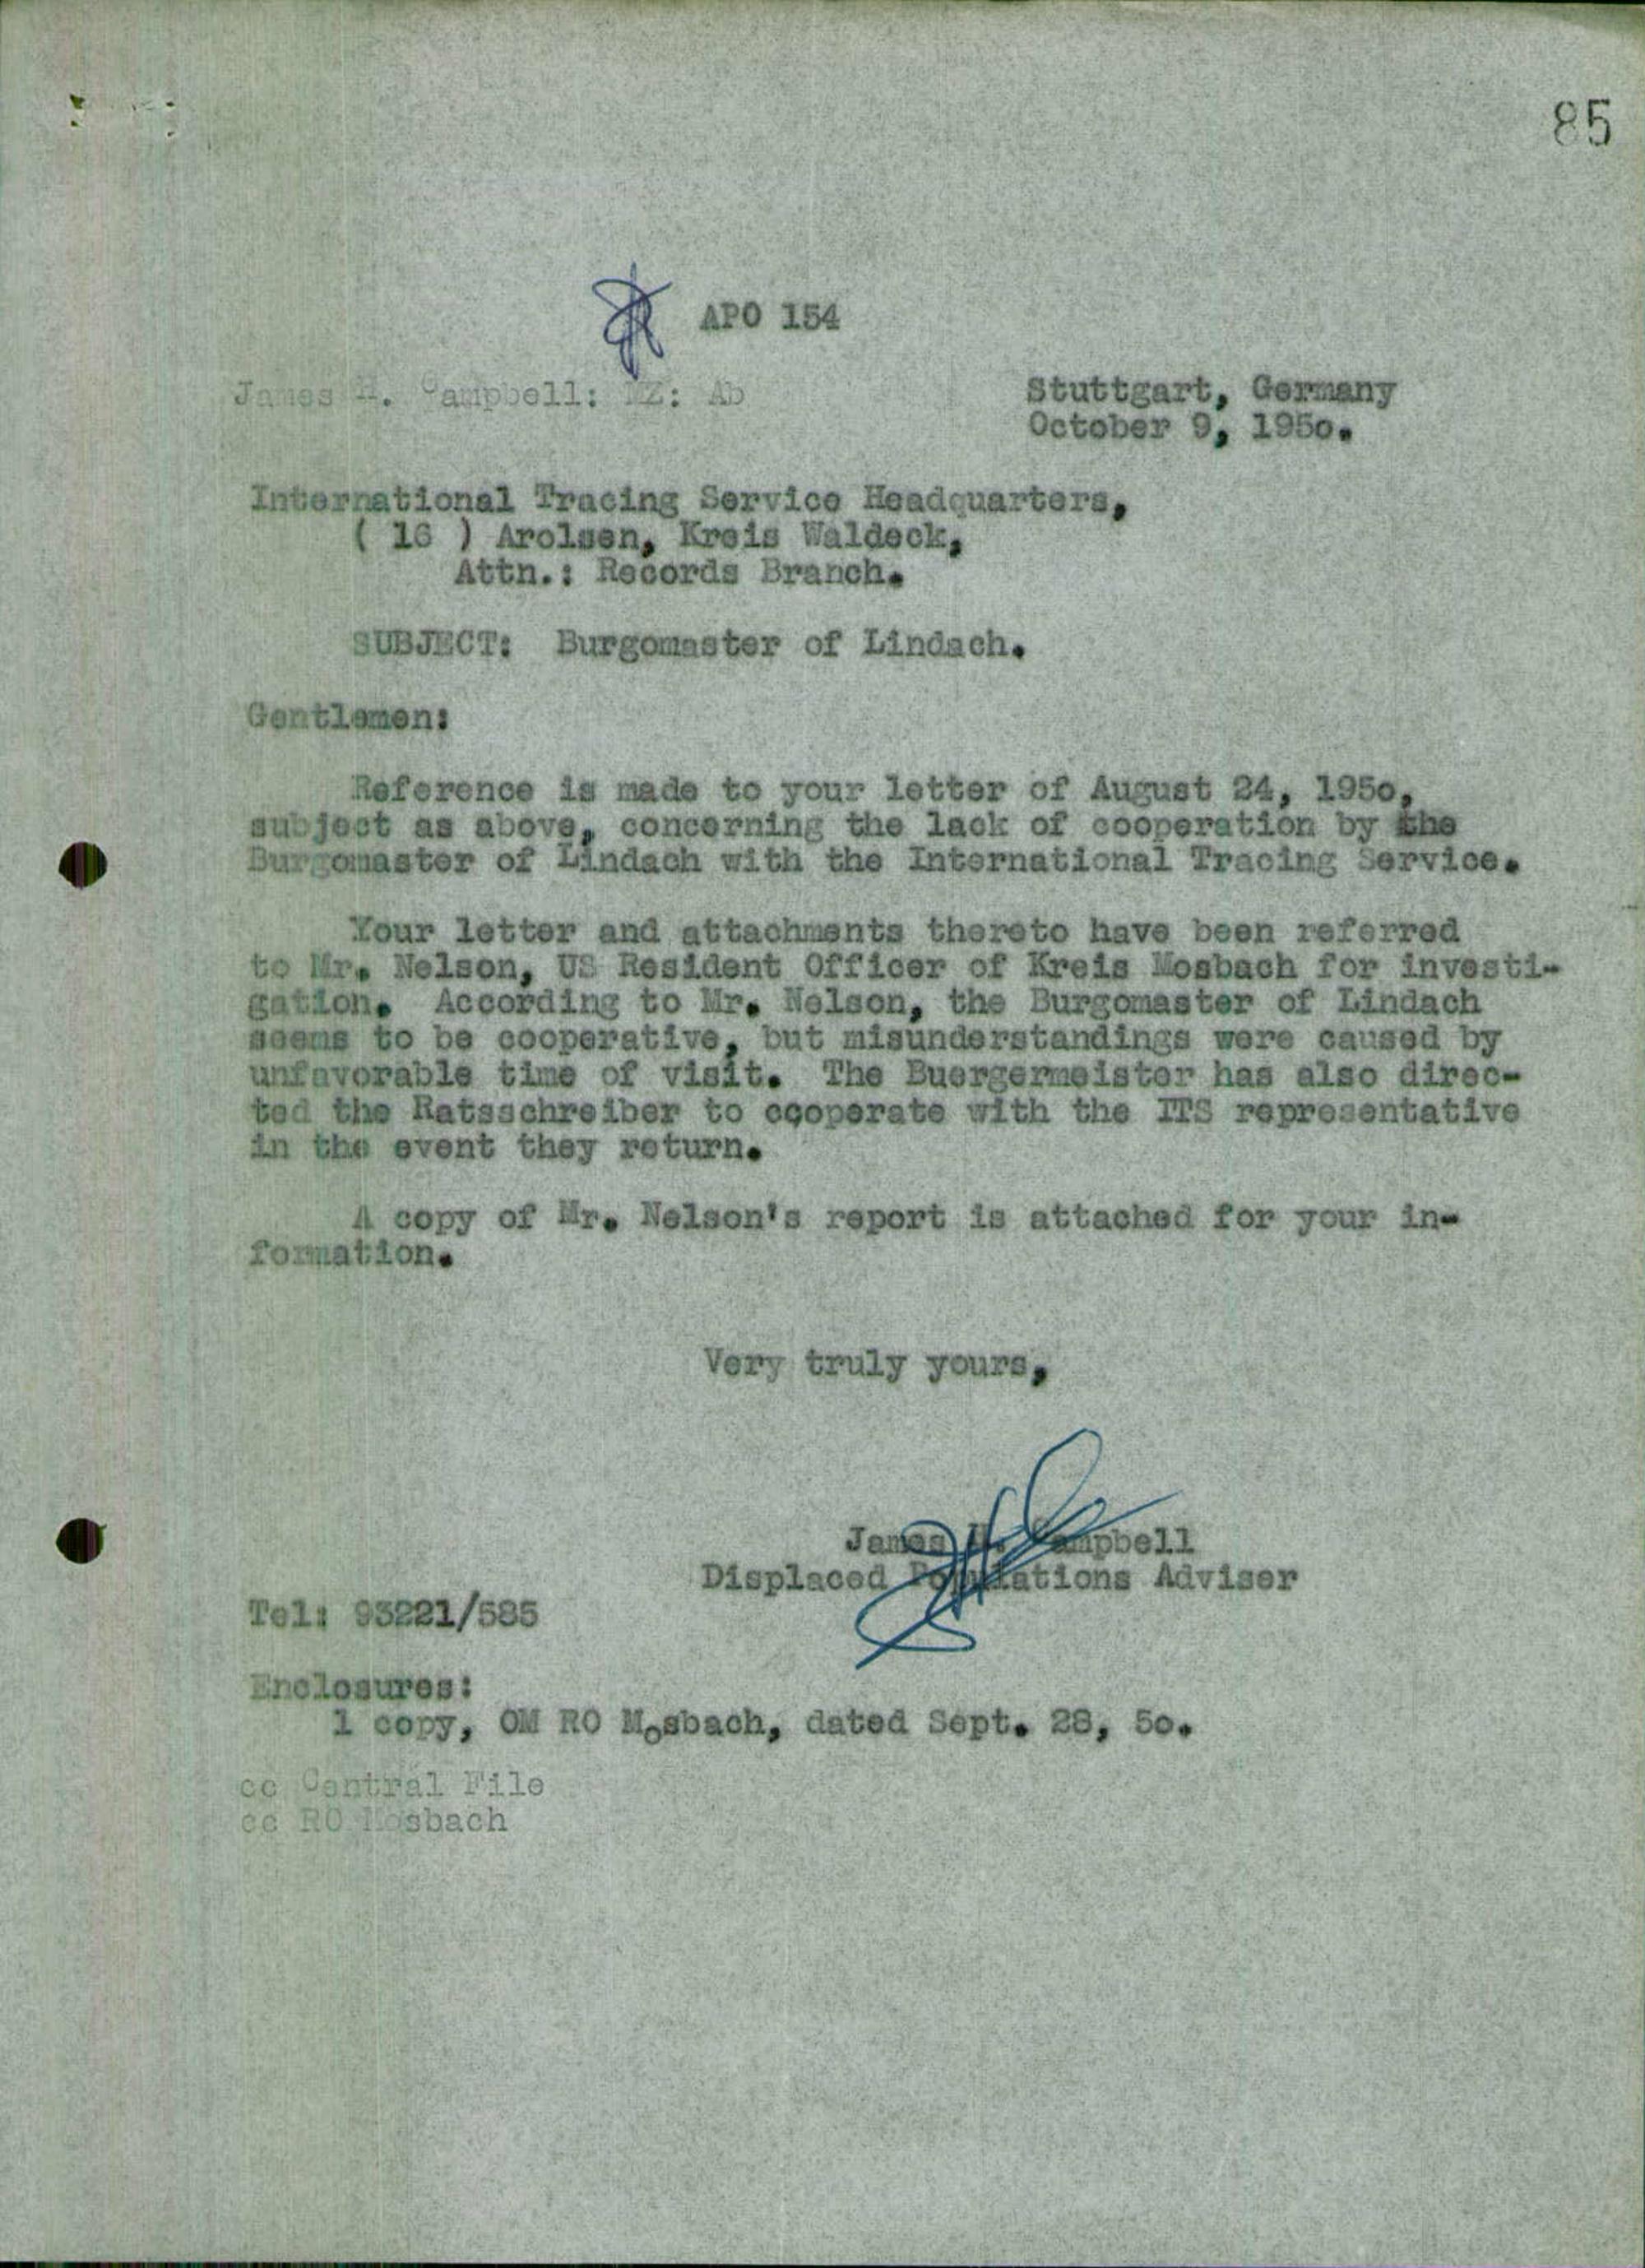 85
APO 154
James H. Campbell: MZ: Ab
Stuttgart, Germany
October 9, 195o.
International Tracing Service Headquarters,
( 16 ) Arolsen, Kreis Waldeck,
Attn.: Records Branch.
SUBJECT: Burgomaster of Lindach.
Gentlemen:
Reference is made to your letter of August 24, 195o,
subject as above, concerning the lack of cooperation by the
Burgomaster of Lindach with the International Tracing Service.
Your letter and attachments thereto have been referred
to Mr. Nelson, US Resident Officer of Kreis Mosbach for investi-
gation. According to Mr. Nelson, the Burgomaster of Lindach
seems to be cooperative, but misunderstandings were caused by
unfavorable time of visit. The Buergermeister has also direc-
ted the Ratsschreiber to cooperate with the ITS representative
in the event they return.
A copy of Mr. Nelson's report is attached for your in-
formation.
Very truly yours,
James H. Campbell
Displaced Populations Adviser
Tel: 93221/585
Enclosures:
1 copy, OM RO Mosbach, dated Sept. 28, 5o.
cc Central File
cc RO Mosbach